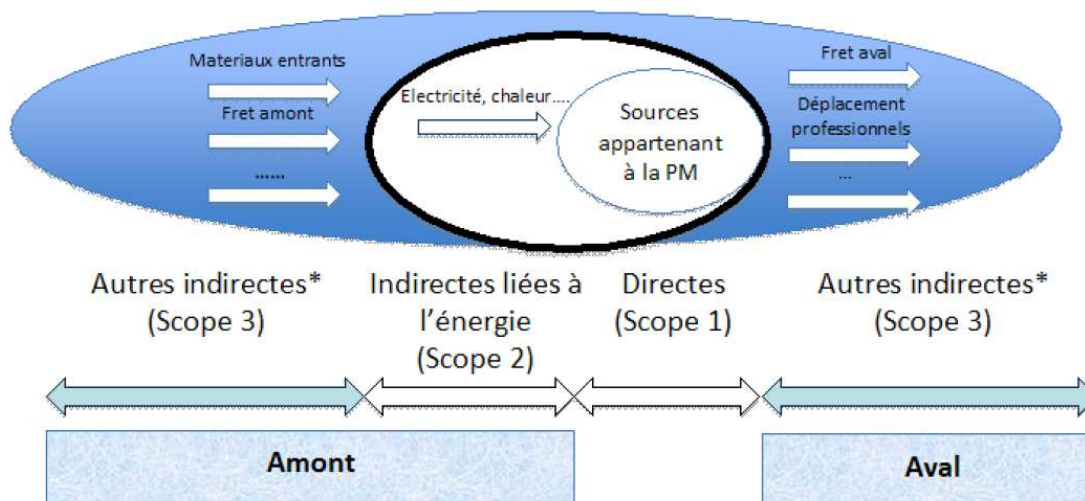 Materiaux entrants
Fret amont
......
Electricité, chaleur....
Sources
appartenant
à la PM
Fret aval
Déplacement
professionnels
...
Autres indirectes*
(Scope 3)
Indirectes liées à
l'énergie
(Scope 2)
Directes
(Scope 1)
Autres indirectes*
(Scope 3)
Amont
Aval